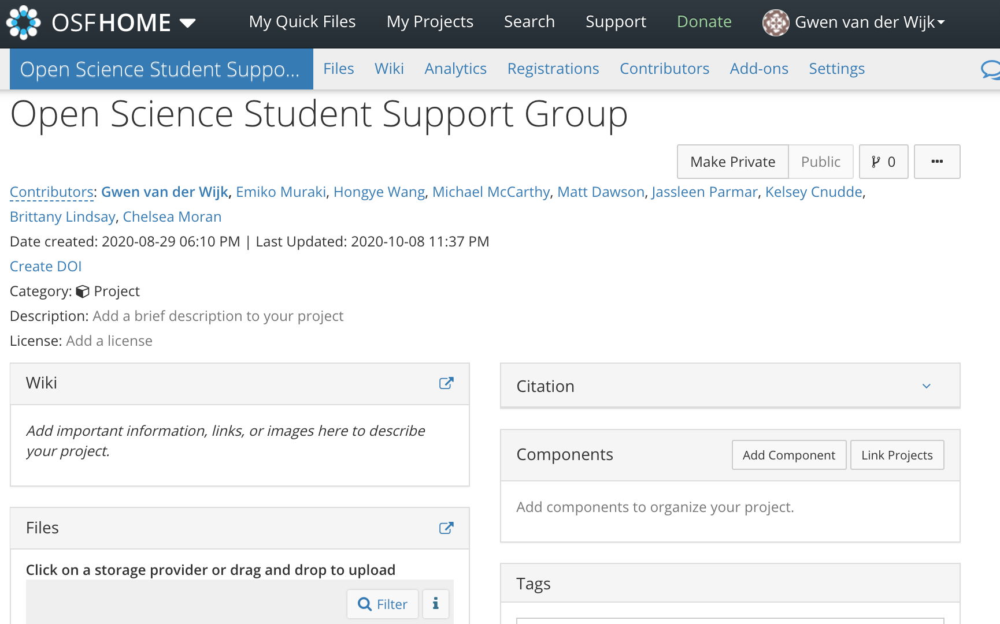 OSFHOME My Quick Files My Projects Search Support Donate Gwen van der Wijk
Open Science Student Suppo... Files Wiki Analytics Registrations Contributors Add-ons Settings
Open Science Student Support Group
Make Private Public 0 ...
Contributors: Gwen van der Wijk, Emiko Muraki, Hongye Wang, Michael McCarthy, Matt Dawson, Jassleen Parmar, Kelsey Cnudde,
Brittany Lindsay, Chelsea Moran
Date created: 2020-08-29 06:10 PM | Last Updated: 2020-10-08 11:37 PM
Create DOI
Category: Project
Description: Add a brief description to your project
License: Add a license
Wiki
Add important information, links, or images here to describe
your project.
Files
Click on a storage provider or drag and drop to upload
Filter i
Citation
Components Add Component Link Projects
Add components to organize your project.
Tags